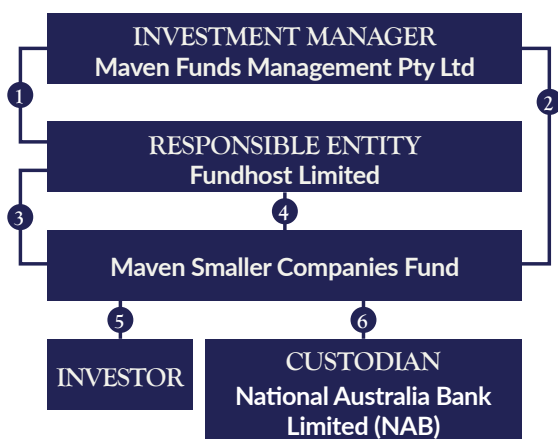 INVESTMENT MANAGER
Maven Funds Management Pty Ltd
1
2
RESPONSIBLE ENTITY
Fundhost Limited
3
4
Maven Smaller Companies Fund
5
6
INVESTOR
CUSTODIAN
National Australia Bank
Limited (NAB)